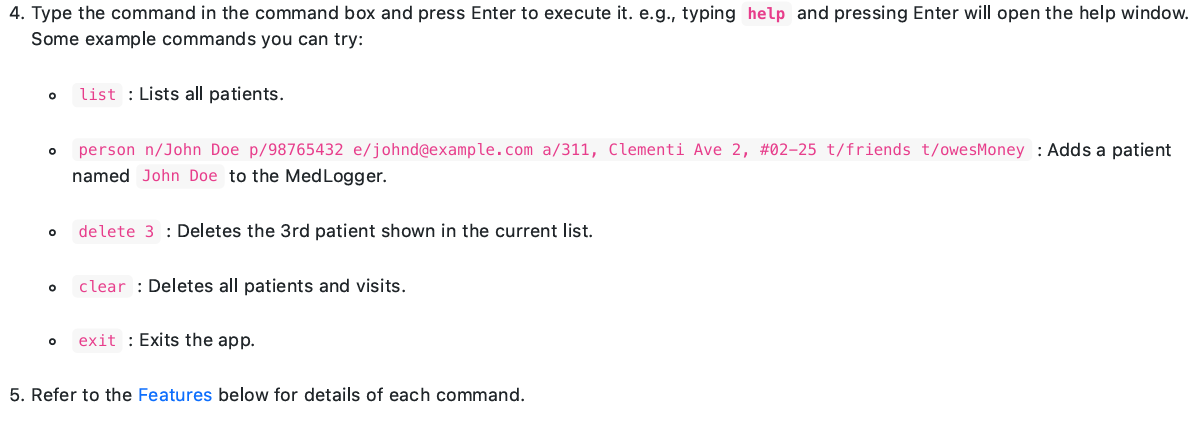 4. Type the command in the command box and press Enter to execute it. e.g., typing help and pressing Enter will open the help window.
Some example commands you can try:
list : Lists all patients.
person n/John Doe p/98765432 e/johnd@example.com a/311, Clementi Ave 2, #02-25 t/friends t/owesMoney : Adds a patient
named John Doe to the MedLogger.
delete 3 : Deletes the 3rd patient shown in the current list.
clear : Deletes all patients and visits.
exit : Exits the app.
5. Refer to the Features below for details of each command.